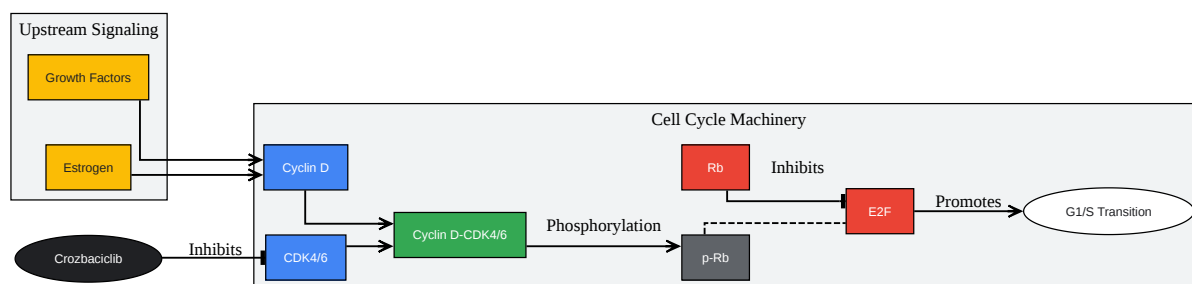 Upstream Signaling
Growth Factors
Estrogen
Cell Cycle Machinery
Cyclin D
Rb
Inhibits
E2F
Promotes
G1/S Transition
Cyclin D-CDK4/6
Phosphorylation
Crozbaciclib
Inhibits
CDK4/6
p-Rb